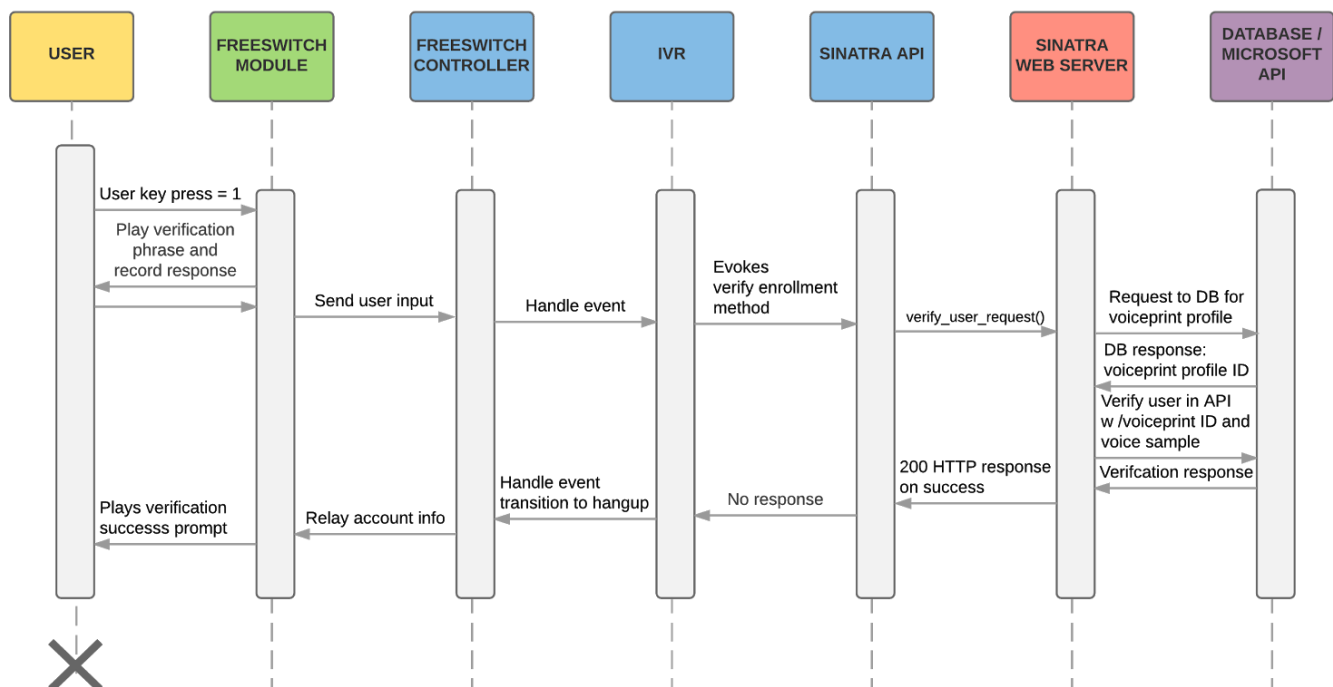 USER
FREESWITCH
MODULE
FREESWITCH
CONTROLLER
IVR
SINATRA API
SINATRA
WEB SERVER
DATABASE /
MICROSOFT
API
User key press = 1
Play verification
phrase and
record response
Send user input
Handle event
Evokes
verify enrollment
method
verify_user_request()
Request to DB for
voiceprint profile
DB response:
voiceprint profile ID
Verify user in API
w /voiceprint ID and
voice sample
Verifcation response
200 HTTP response
on success
No response
Handle event
transition to hangup
Relay account info
Plays verification
successs prompt